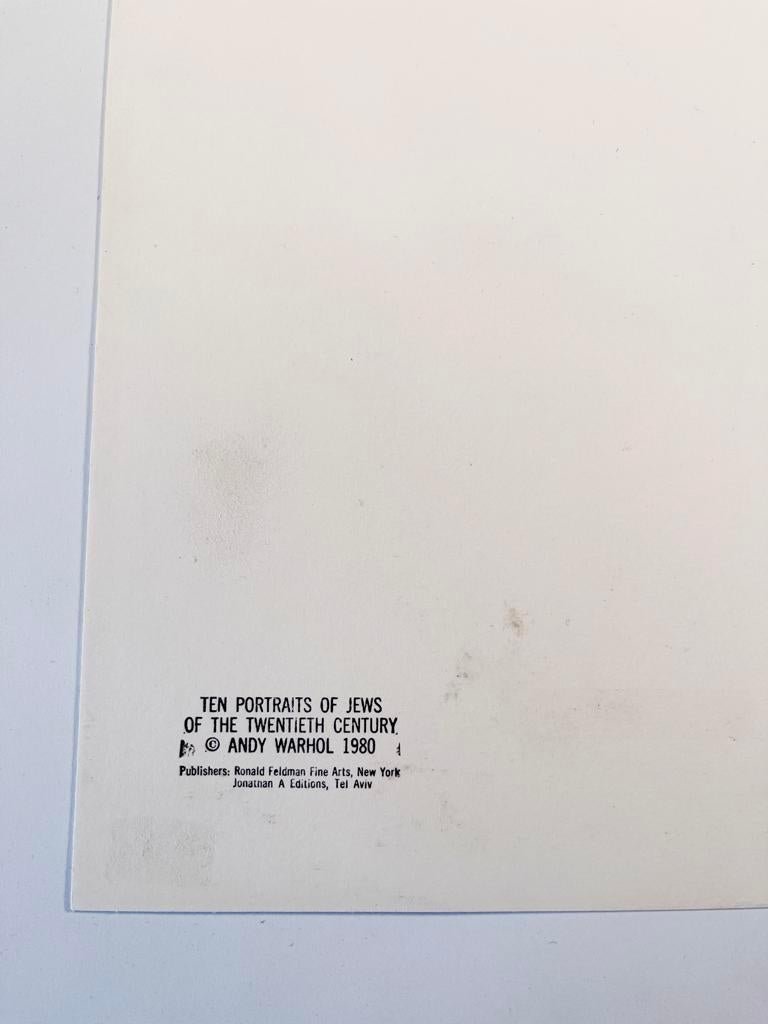 TEN PORTRAITS OF JEWS
OF THE TWENTIETH CENTURY
© ANDY WARHOL 1980
Publishers: Ronald Feldman Fine Arts, New York
Jonathan A Editions, Tel Aviv